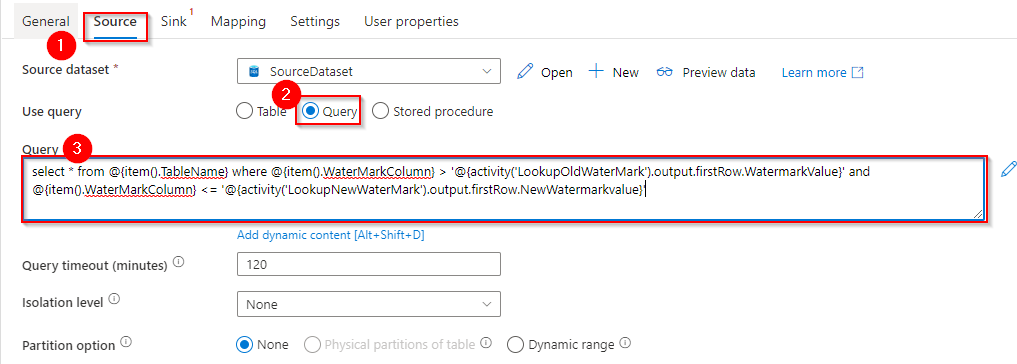 General Source Sink 1 Mapping Settings User properties
1
Source dataset * SourceDataset Open New Preview data Learn more
2
Use query Table Query Stored procedure
Query 3
select * from @{item().TableName} where @{item().WaterMarkColumn} > '@{activity('LookupOldWaterMark').output.firstRow.WatermarkValue}' and
@{item().WaterMarkColumn} <= '@{activity('LookupNewWaterMark').output.firstRow.NewWatermarkvalue}'
Add dynamic content [Alt+Shift+D]
Query timeout (minutes) 120
Isolation level None
Partition option None Physical partitions of table Dynamic range